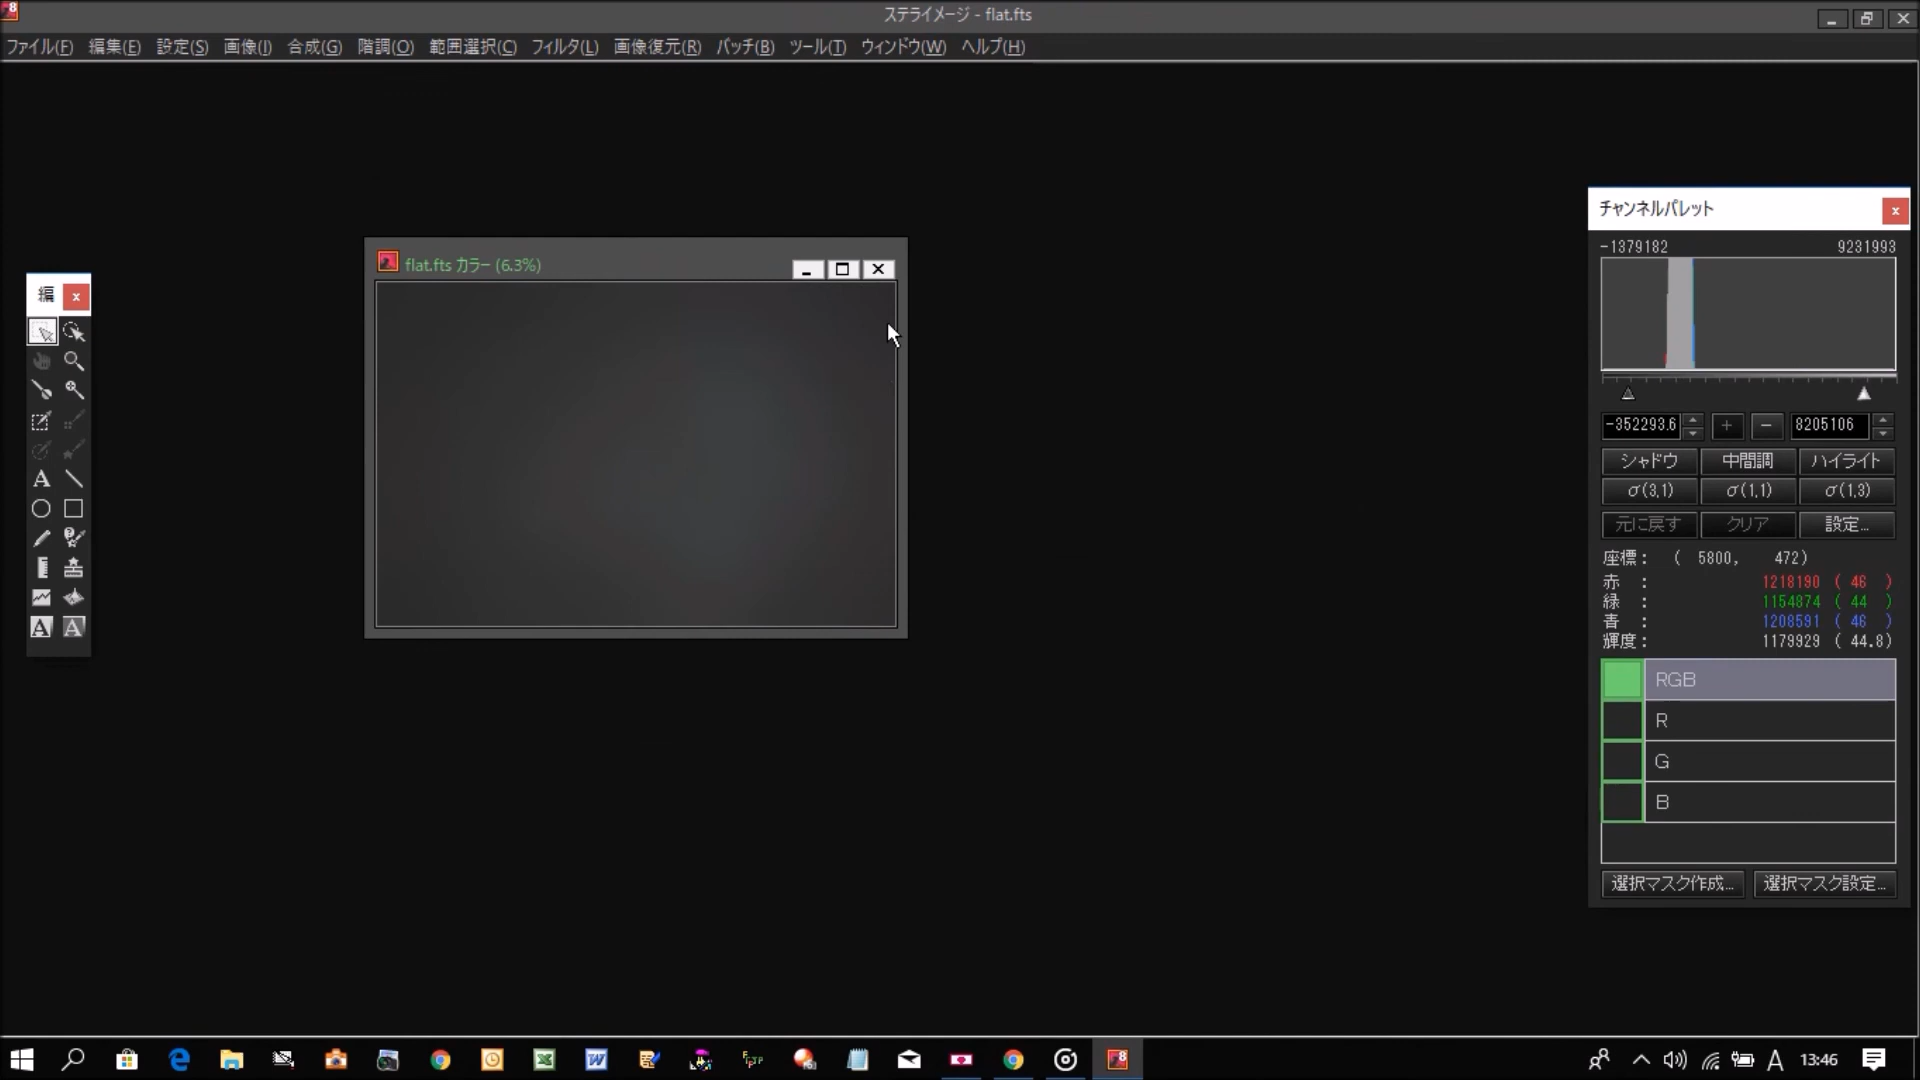 ステライメージ - flat.fts
ファイル(F) 編集(E) 設定(S) 画像(I) 合成(G) 階調(O) 範囲選択(C) フィルタ(L) 画像復元(R) バッチ(B) ツール(T) ウィンドウ(W) ヘルプ(H)
編
flat.fts カラー (6.3%)
チャンネルパレット
-1379182 9231993
-352293.6 + - 8205106
シャドウ 中間調 ハイライト
σ(3,1) σ(1,1) σ(1,3)
元に戻す クリア 設定...
座標: ( 5800, 472)
赤 : 1218190 ( 46 )
緑 : 1154874 ( 44 )
青 : 1208591 ( 46 )
輝度: 1179929 ( 44.8)
RGB
R
G
B
選択マスク作成... 選択マスク設定...
A 13:46